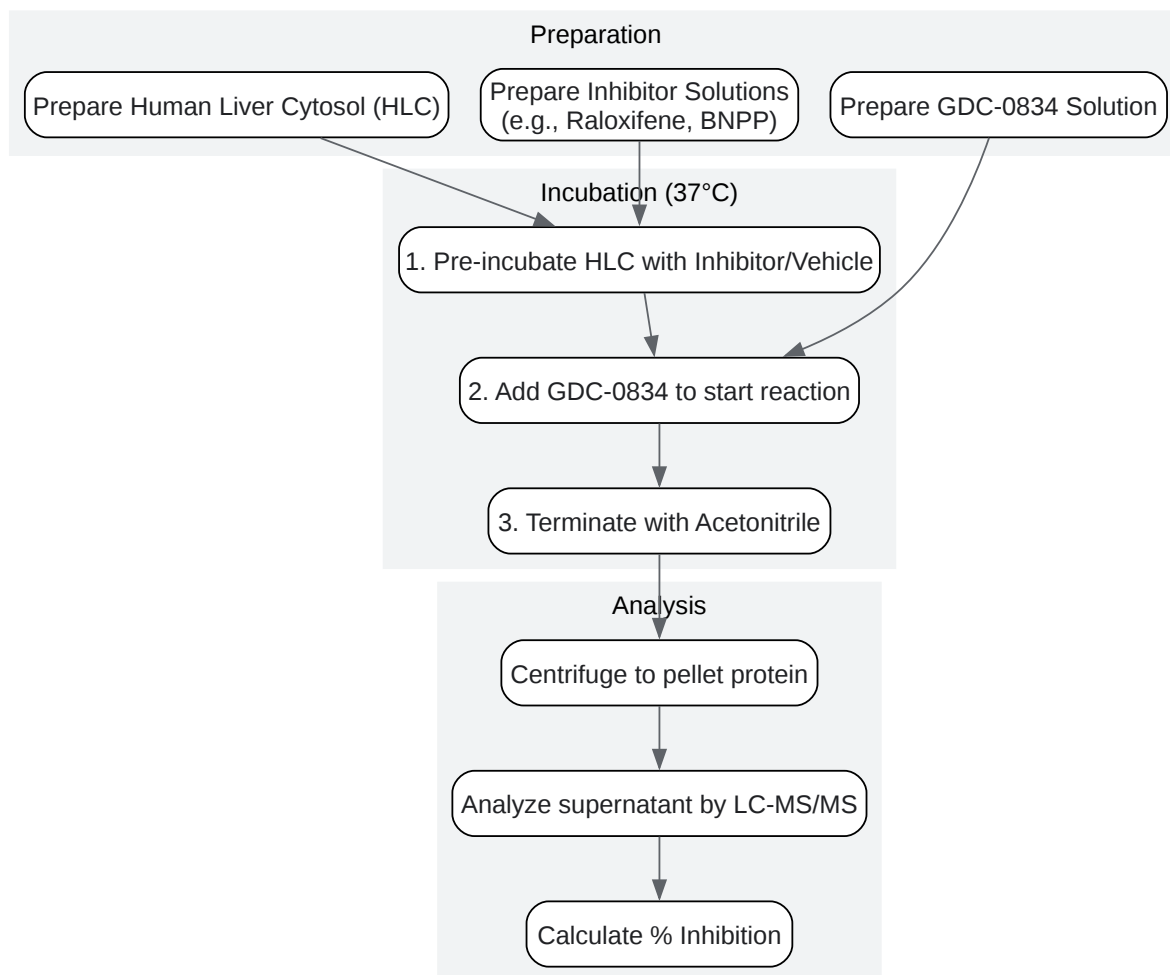 Preparation
Prepare Human Liver Cytosol (HLC)
Prepare Inhibitor Solutions
(e.g., Raloxifene, BNPP)
Prepare GDC-0834 Solution
Incubation (37°C)
1. Pre-incubate HLC with Inhibitor/Vehicle
2. Add GDC-0834 to start reaction
3. Terminate with Acetonitrile
Analysis
Centrifuge to pellet protein
Analyze supernatant by LC-MS/MS
Calculate % Inhibition